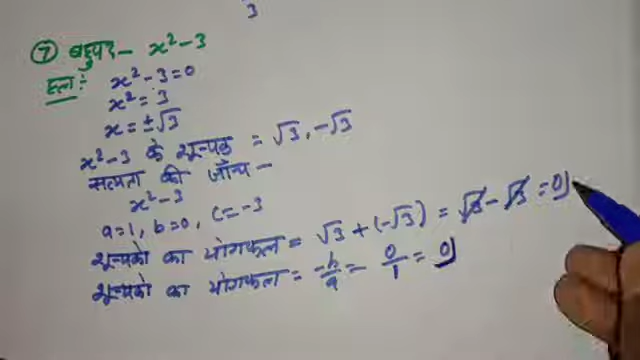 3
⑦ बहुपद – x² – 3
हल:
x² – 3 = 0
x² = 3
x = ±√3
x² – 3 के शून्यक = √3, –√3
सत्यता की जाँच –
x² – 3
a = 1, b = 0, c = –3
शून्यको का योगफल = √3 + (–√3) = √3 – √3 = 0
शून्यको का योगफल = –b/a = 0/1 = 0